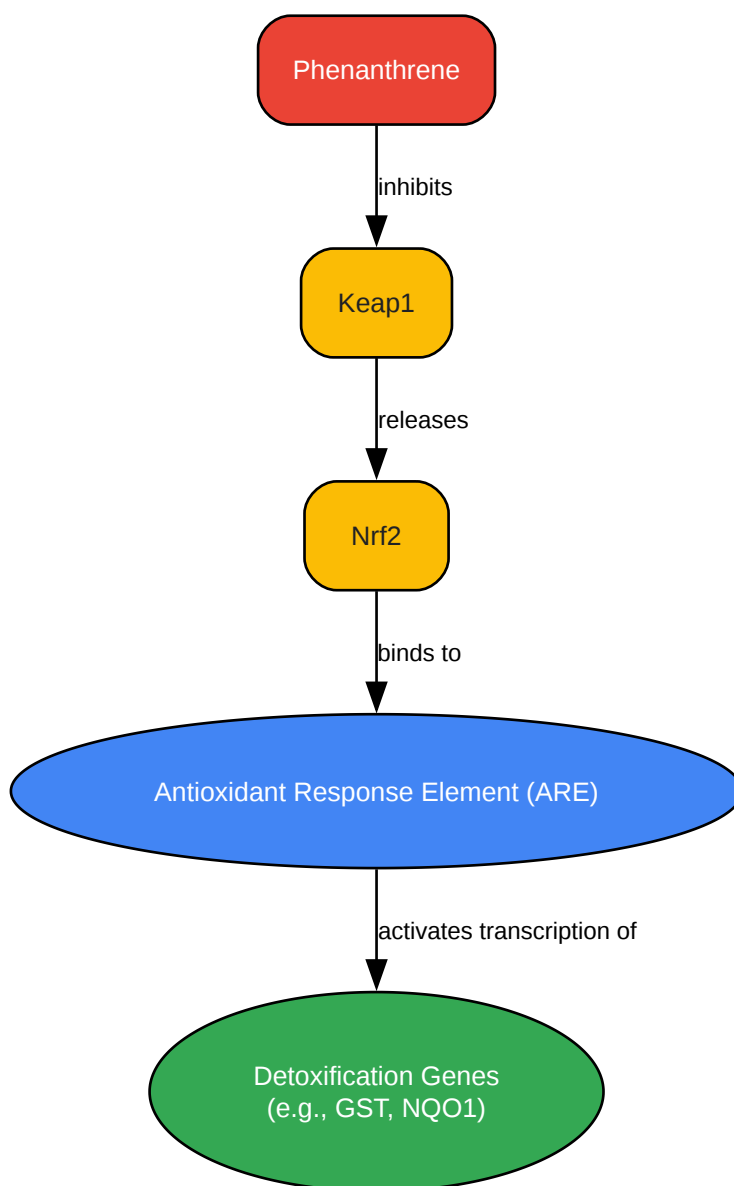 Phenanthrene
inhibits
Keap1
releases
Nrf2
binds to
Antioxidant Response Element (ARE)
activates transcription of
Detoxification Genes
(e.g., GST, NQO1)